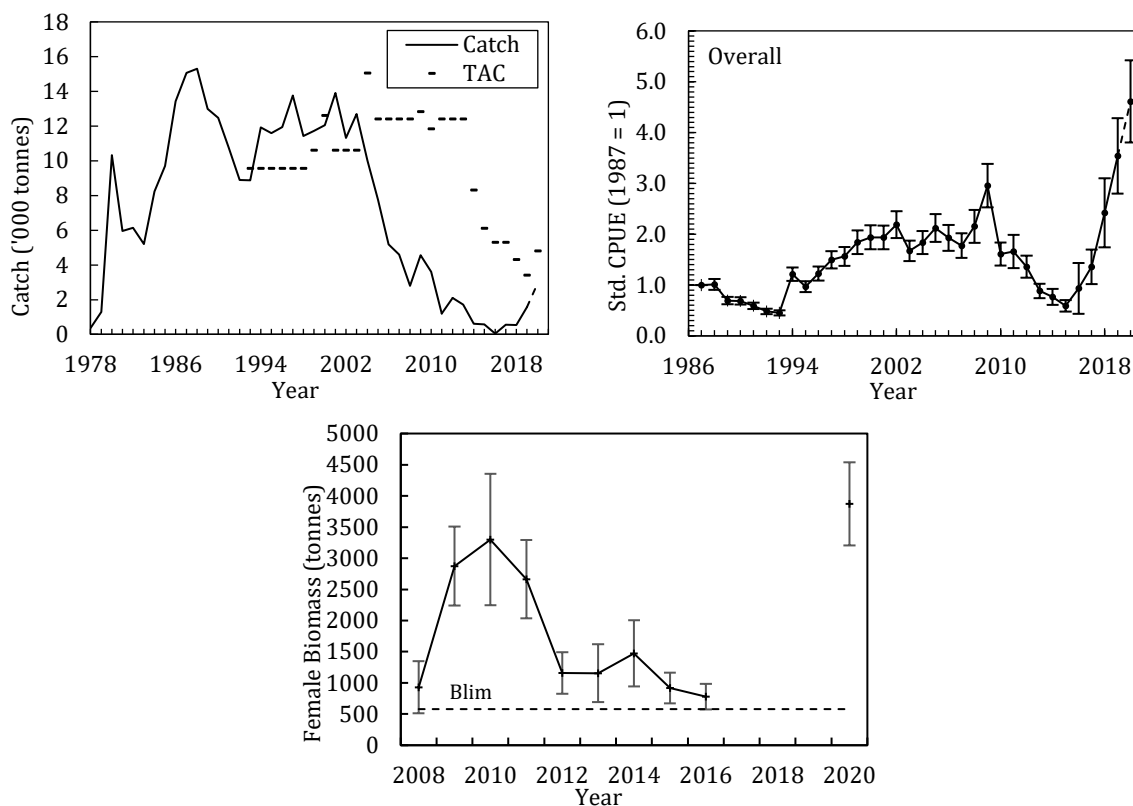 18
16
14
12
10
8
6
4
2
0
Catch ('000 tonnes)
Catch
TAC
1978 1986 1994 2002 2010 2018
Year
6.0
5.0
4.0
3.0
2.0
1.0
0.0
Std. CPUE (1987 = 1)
Overall
1986 1994 2002 2010 2018
Year
5000
4500
4000
3500
3000
2500
2000
1500
1000
500
0
Female Biomass (tonnes)
Blim
2008 2010 2012 2014 2016 2018 2020
Year